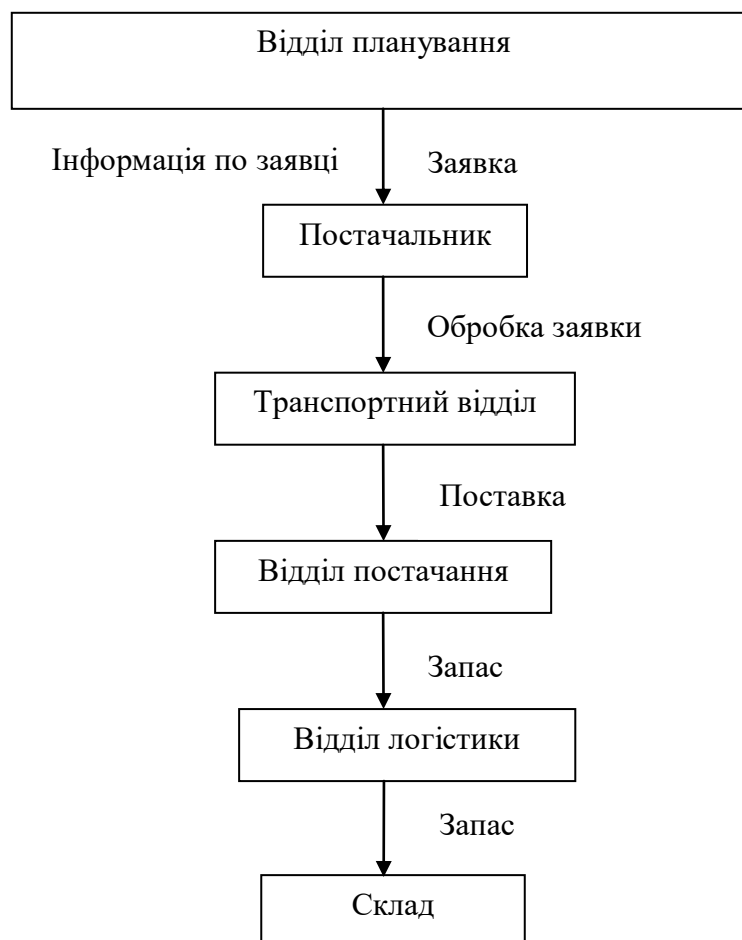 Відділ планування
Інформація по заявці
Заявка
Постачальник
Обробка заявки
Транспортний відділ
Поставка
Відділ постачання
Запас
Відділ логістики
Запас
Склад